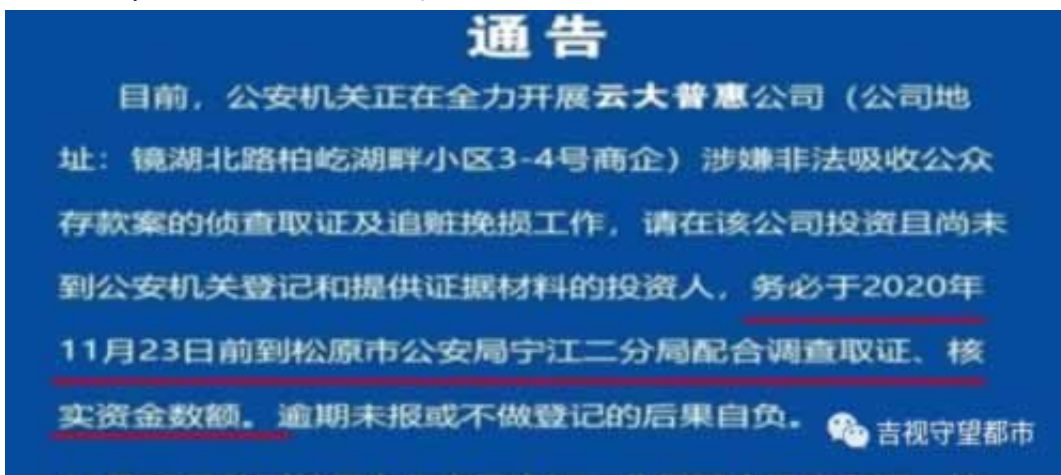 通告
目前，公安机关正在全力开展云大普惠公司（公司地
址：镜湖北路柏屹湖畔小区3-4号商企）涉嫌非法吸收公众
存款案的侦查取证及追赃挽损工作，请在该公司投资且尚未
到公安机关登记和提供证据材料的投资人，务必于2020年
11月23日前到松原市公安局宁江二分局配合调查取证、核
实资金数额。逾期未报或不做登记的后果自负。
吉视守望都市